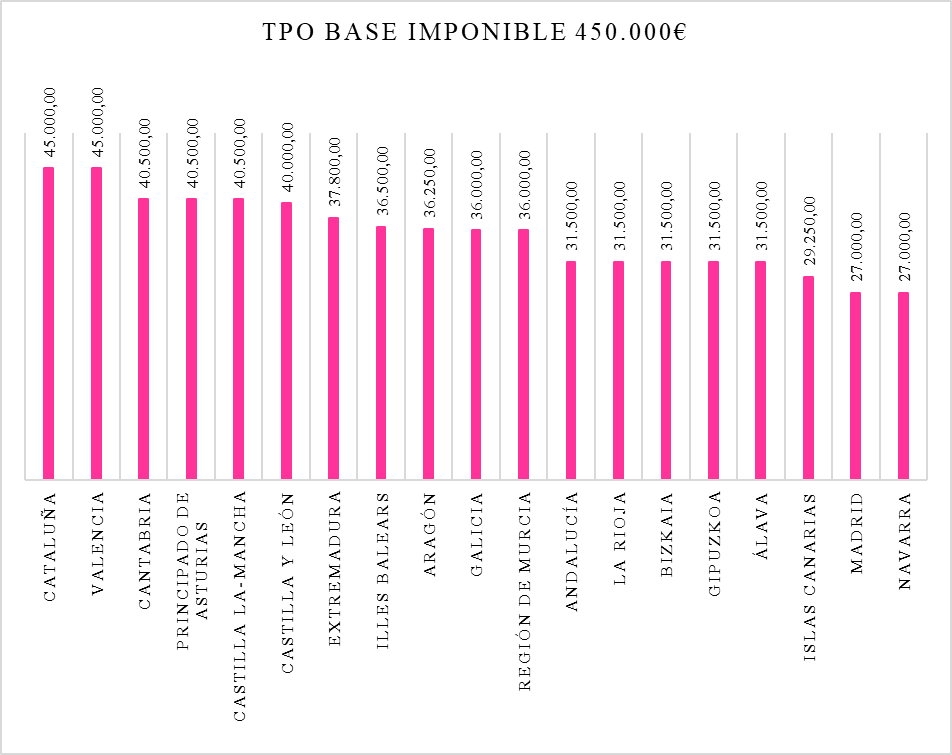 TPO BASE IMPONIBLE 450.000€
45.000,00
45.000,00
40.500,00
40.500,00
40.500,00
40.000,00
37.800,00
36.500,00
36.250,00
36.000,00
36.000,00
31.500,00
31.500,00
31.500,00
31.500,00
31.500,00
29.250,00
27.000,00
27.000,00
CATALUÑA
VALENCIA
CANTABRIA
PRINCIPADO DE
ASTURIAS
CASTILLA LA-MANCHA
CASTILLA Y LEÓN
EXTREMADURA
ILLES BALEARS
ARAGÓN
GALICIA
REGIÓN DE MURCIA
ANDALUCÍA
LA RIOJA
BIZKAIA
GIPUZKOA
ÁLAVA
ISLAS CANARIAS
MADRID
NAVARRA